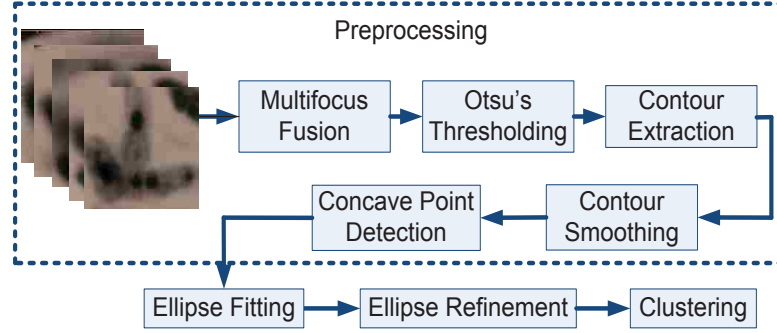 Preprocessing
Multifocus
Fusion
Otsu's
Thresholding
Contour
Extraction
Contour
Smoothing
Concave Point
Detection
Ellipse Fitting
Ellipse Refinement
Clustering